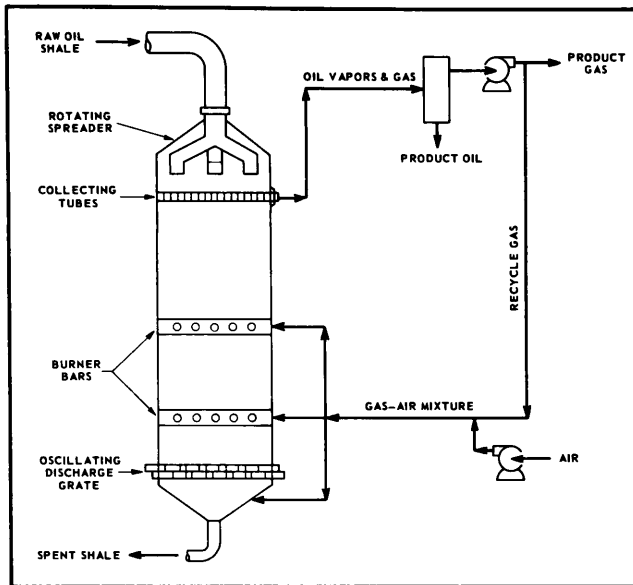 RAW OIL
SHALE
OIL VAPORS & GAS
PRODUCT
GAS
ROTATING
SPREADER
PRODUCT OIL
COLLECTING
TUBES
RECYCLE GAS
BURNER
BARS
GAS-AIR MIXTURE
OSCILLATING
DISCHARGE
GRATE
AIR
SPENT SHALE